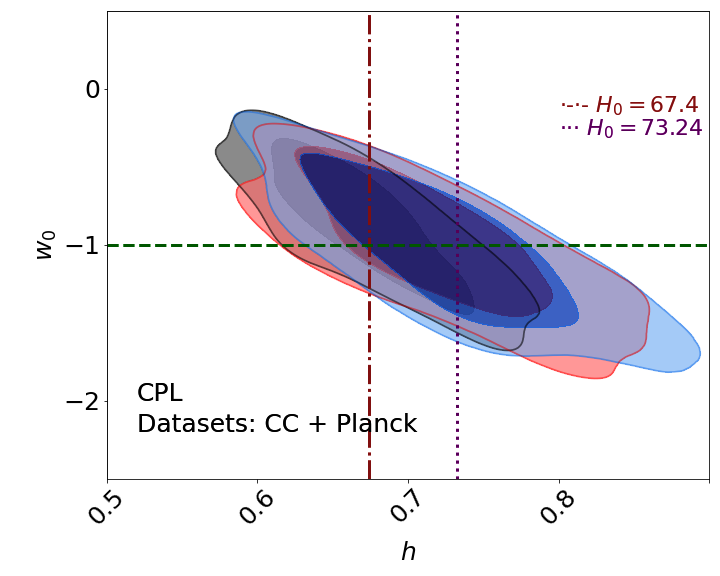 0
-·-·- H₀ = 67.4
··· H₀ = 73.24
w₀
−1
CPL
−2
Datasets: CC + Planck
0.5
0.6
0.7
0.8
h